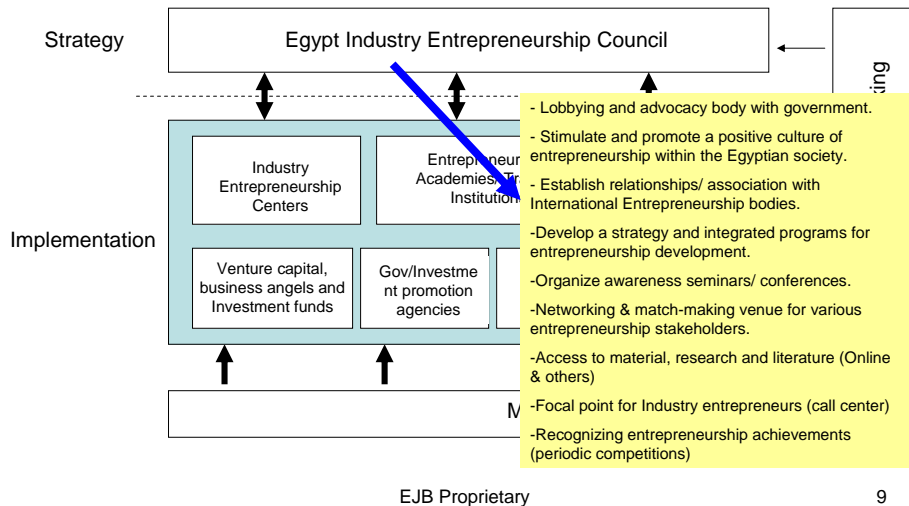 Strategy
Egypt Industry Entrepreneurship Council
Implementation
Industry
Entrepreneurship
Centers
Venture capital,
business angels and
Investment funds
Gov/Investme
nt promotion
agencies
- Lobbying and advocacy body with government.
- Stimulate and promote a positive culture of
entrepreneurship within the Egyptian society.
- Establish relationships/ association with
International Entrepreneurship bodies.
-Develop a strategy and integrated programs for
entrepreneurship development.
-Organize awareness seminars/ conferences.
-Networking & match-making venue for various
entrepreneurship stakeholders.
-Access to material, research and literature (Online
& others)
-Focal point for Industry entrepreneurs (call center)
-Recognizing entrepreneurship achievements
(periodic competitions)
EJB Proprietary
9